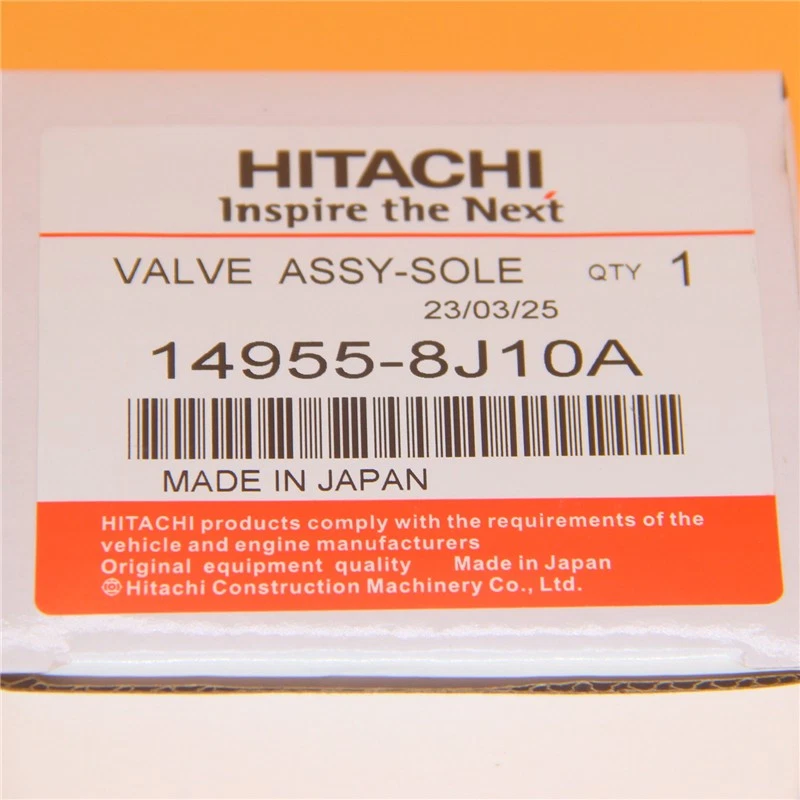 HITACHI
Inspire the Next
VALVE ASSY-SOLE QTY 1
23/03/25
14955-8J10A
MADE IN JAPAN
HITACHI products comply with the requirements of the
vehicle and engine manufacturers
Original equipment quality Made in Japan
Hitachi Construction Machinery Co., Ltd.